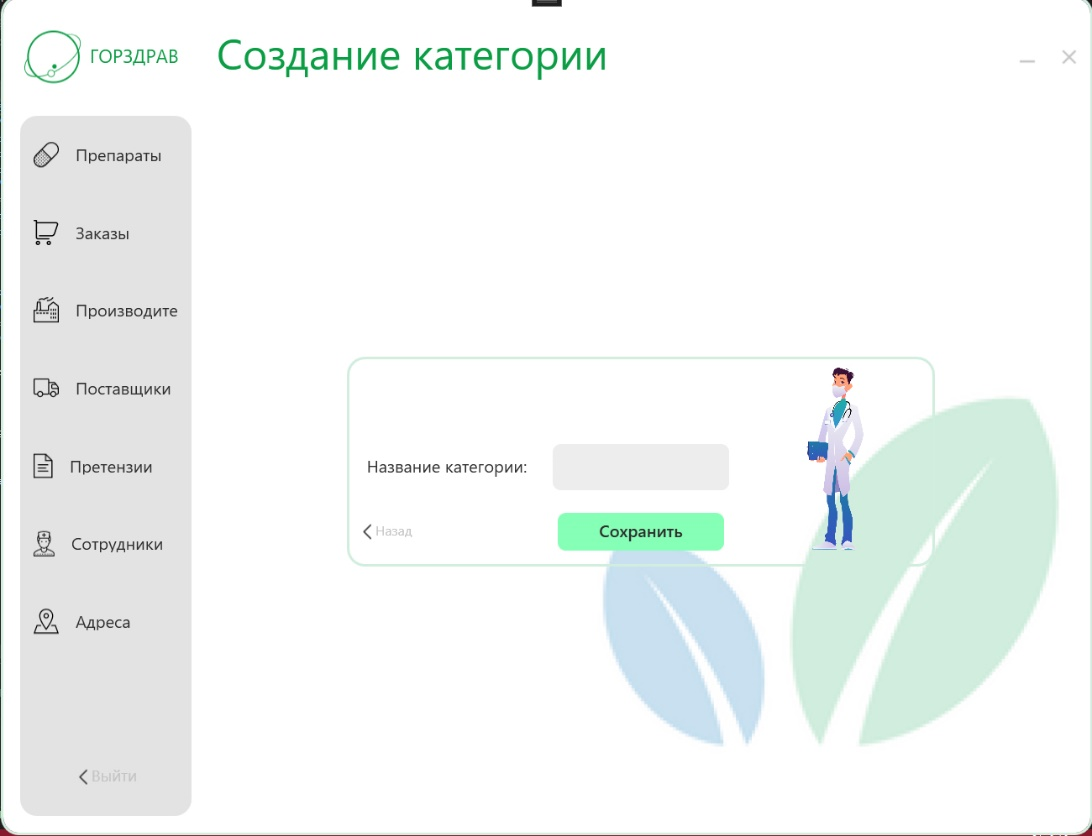 ГОРЗДРАВ
Создание категории
Препараты
Заказы
Производите
Поставщики
Претензии
Сотрудники
Адреса
Выйти
Название категории:
Назад
Сохранить